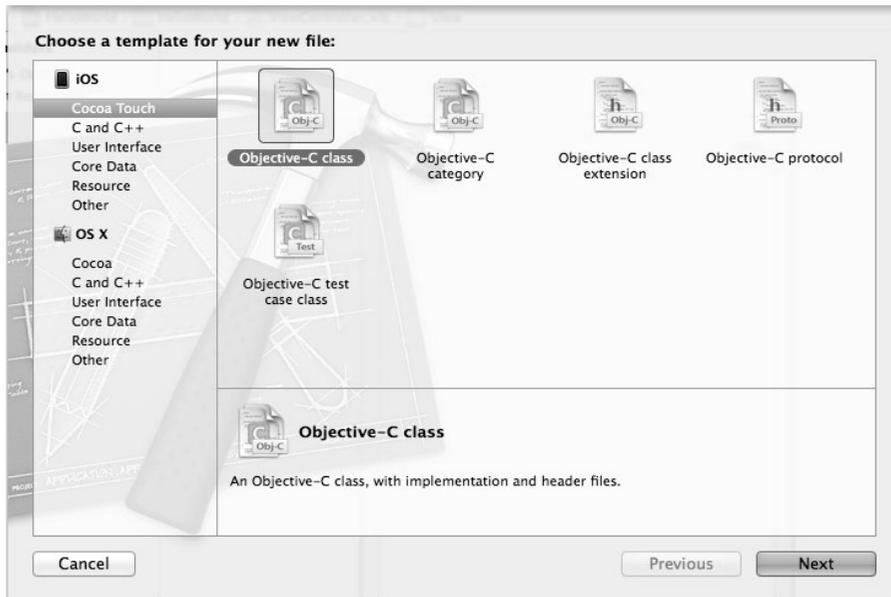 Choose a template for your new file:
iOS
Cocoa Touch
C and C++
User Interface
Core Data
Resource
Other
OS X
Cocoa
C and C++
User Interface
Core Data
Resource
Other
C
Obj-C
Objective-C class
C
Obj-C
Objective-C
category
h
Obj-C
Objective-C class
extension
h
Proto
Objective-C protocol
C
Test
Objective-C test
case class
C
Obj-C
Objective-C class
An Objective-C class, with implementation and header files.
Cancel
Previous
Next